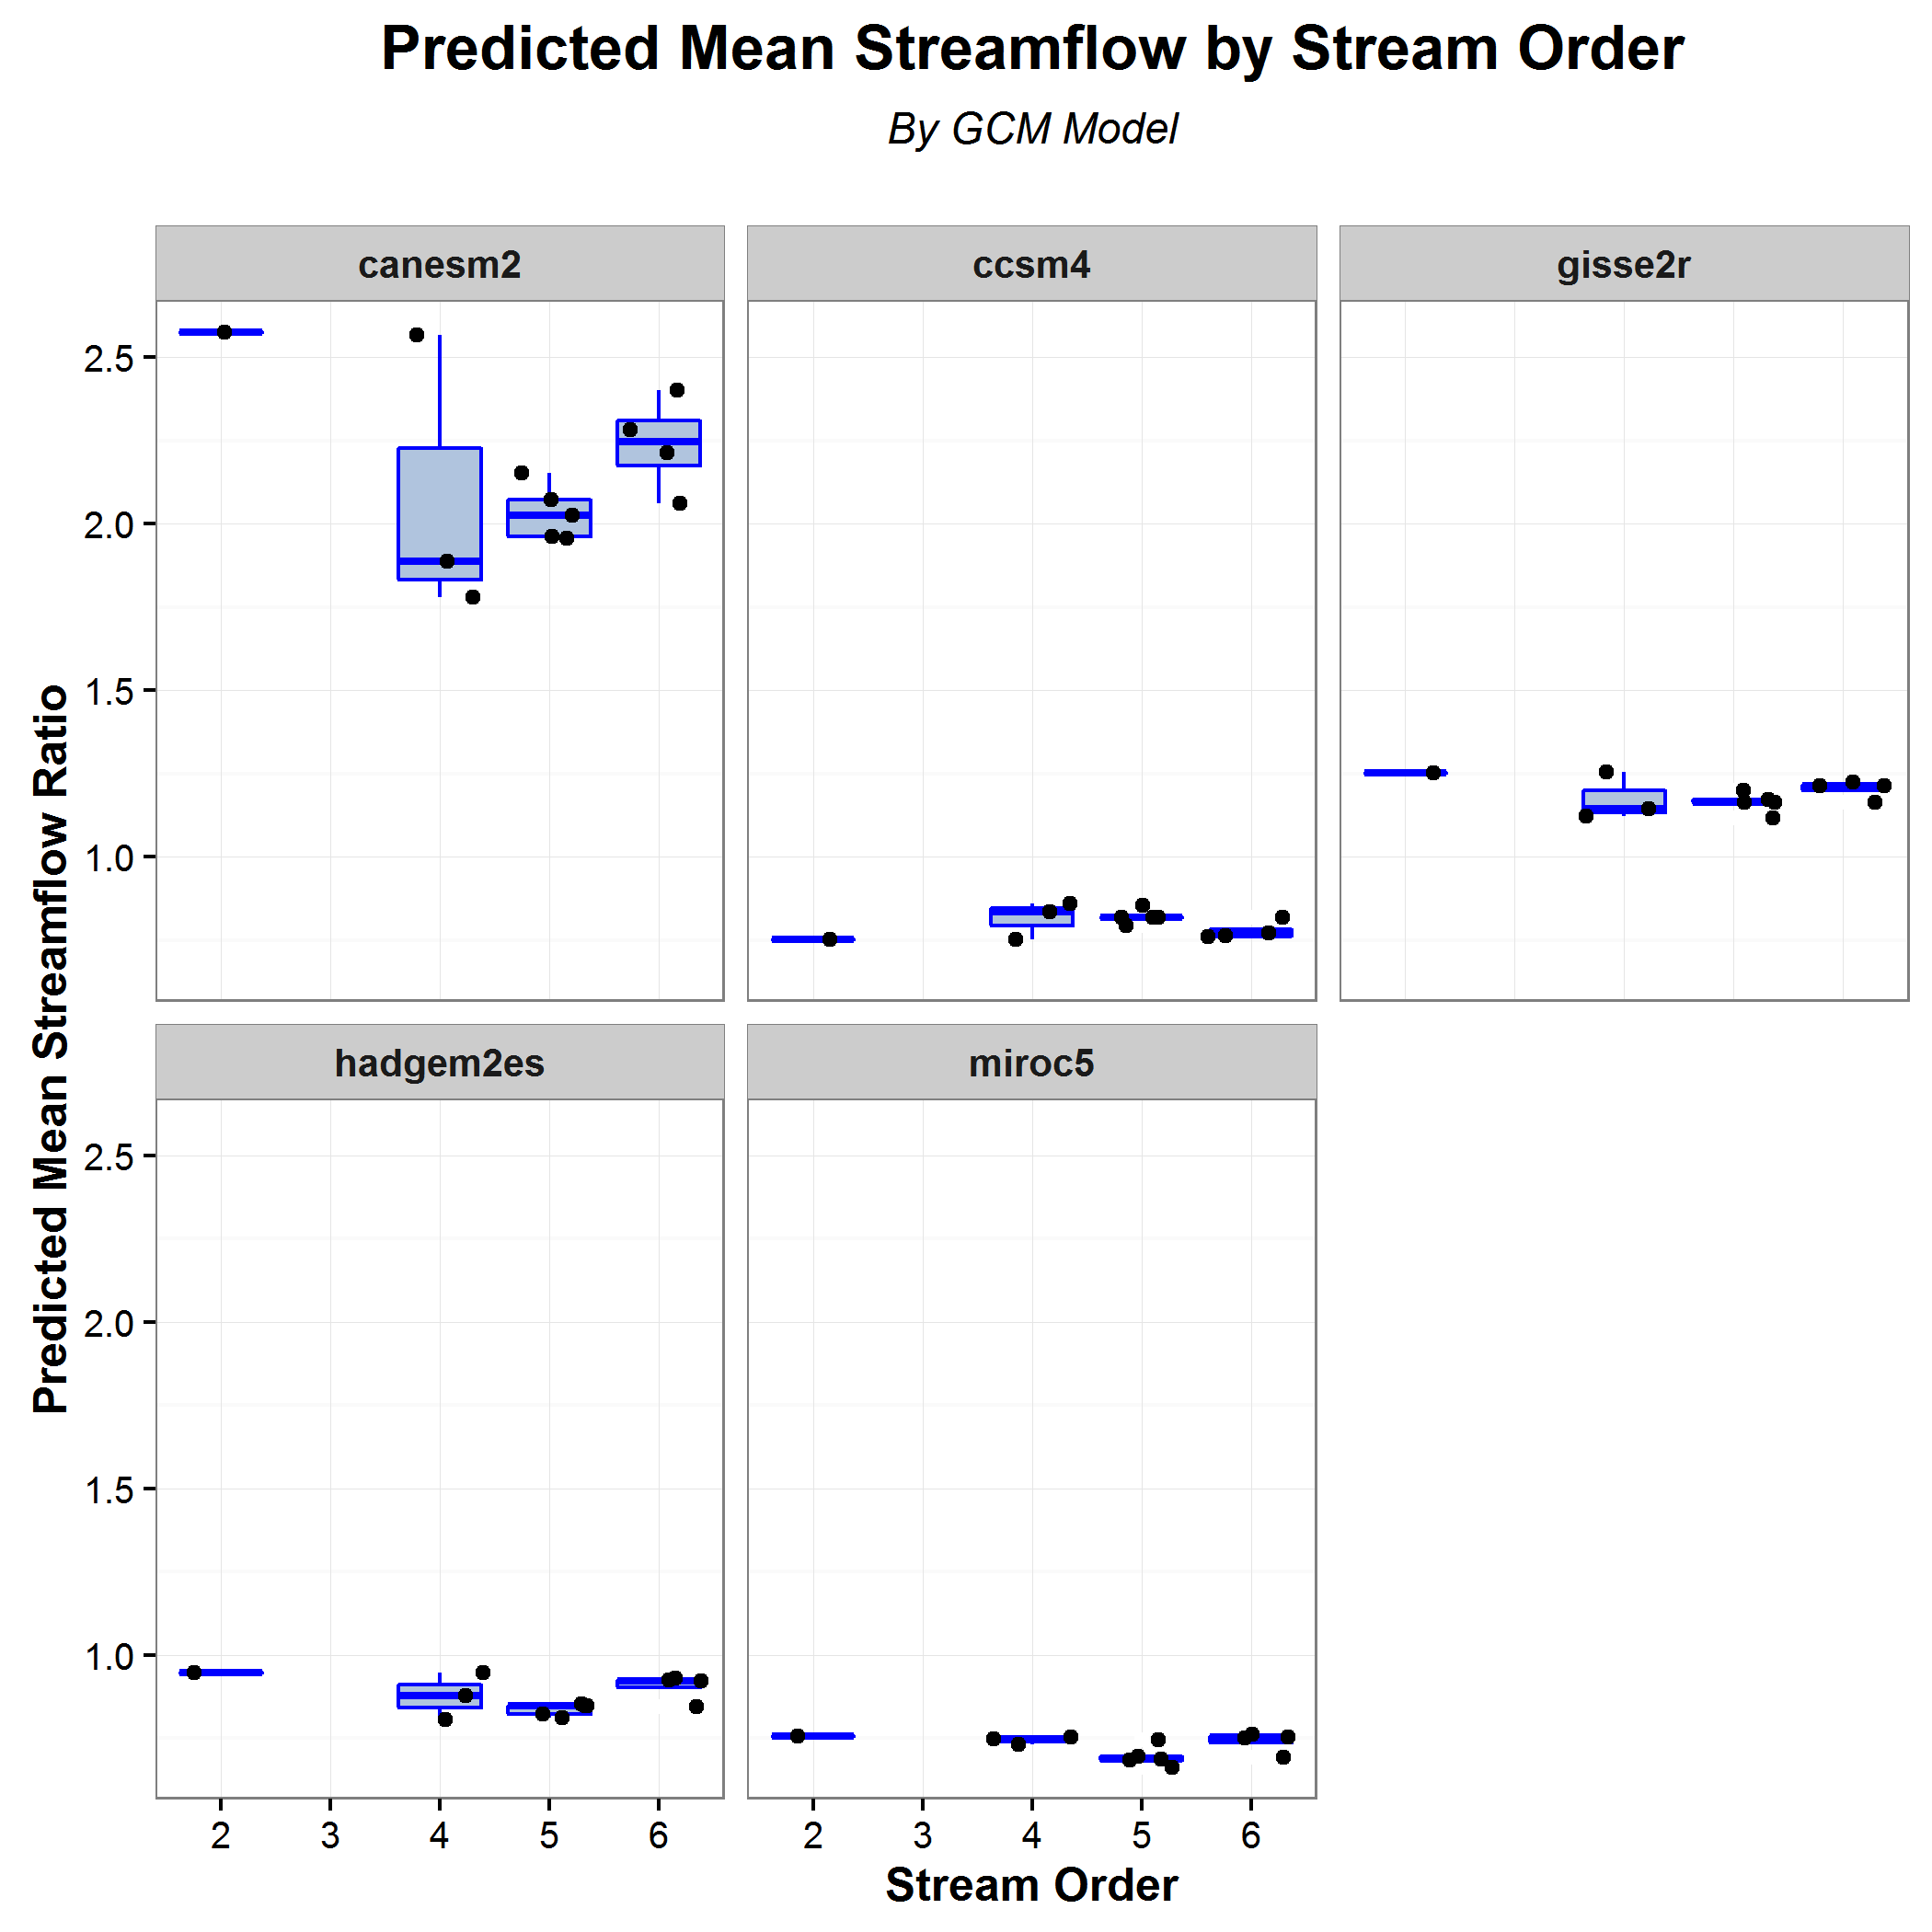 Predicted Mean Streamflow by Stream Order
By GCM Model
canesm2
ccsm4
gisse2r
2.5
2.0
1.5
1.0
Predicted Mean Streamflow Ratio
hadgem2es
miroc5
2.5
2.0
1.5
1.0
2 3 4 5 6
2 3 4 5 6
Stream Order